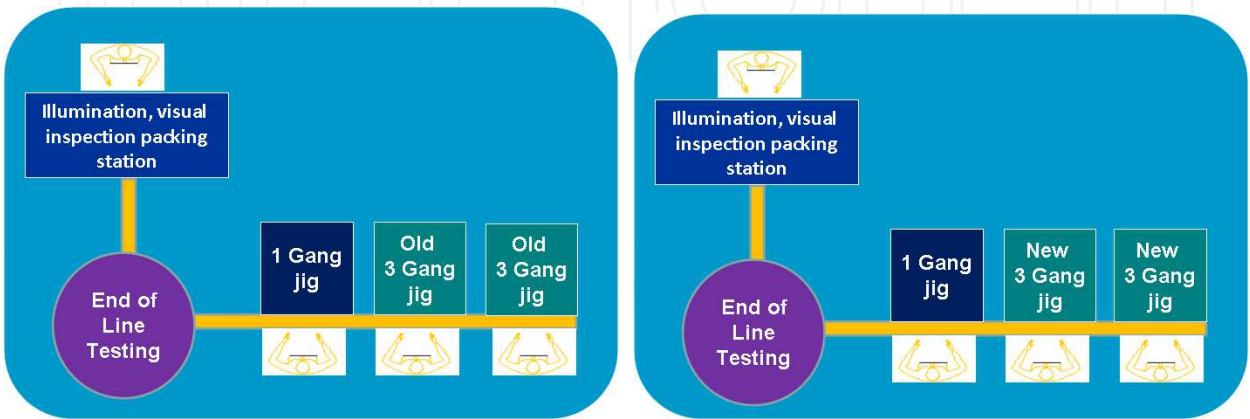 Illumination, visual
inspection packing
station
1 Gang
jig
Old
3 Gang
jig
Old
3 Gang
jig
End of
Line
Testing
Illumination, visual
inspection packing
station
1 Gang
jig
New
3 Gang
jig
New
3 Gang
jig
End of
Line
Testing